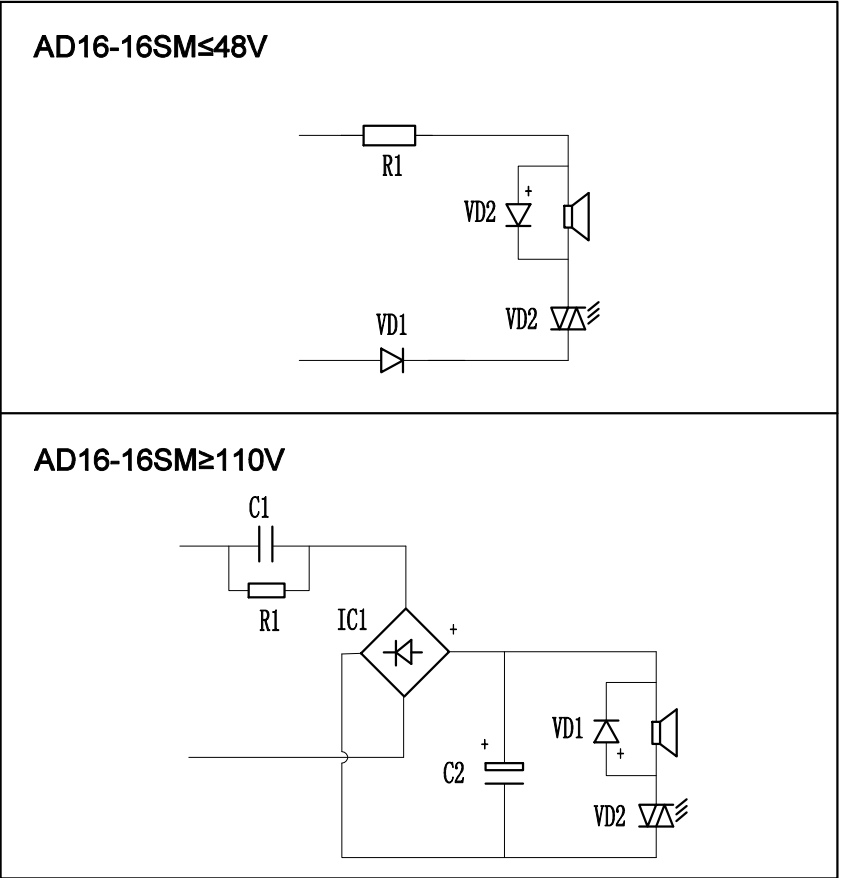 AD16-16SM≤48V
R1
+
VD2
VD2
VD1
AD16-16SM≥110V
C1
R1
IC1
+
VD1
+
+
C2
VD2